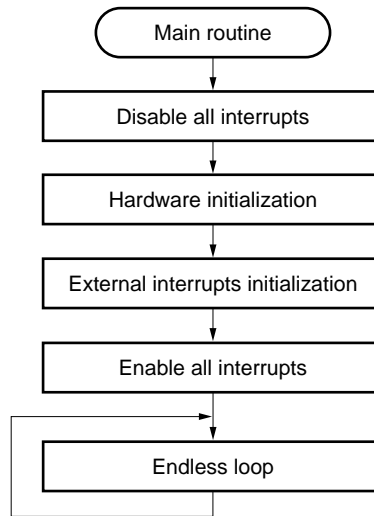 Main routine
Disable all interrupts
Hardware initialization
External interrupts initialization
Enable all interrupts
Endless loop